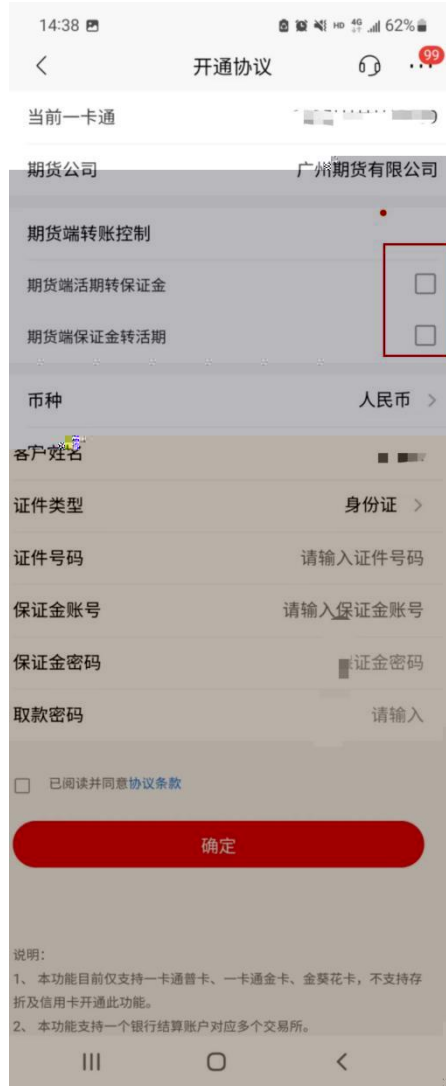 14:38
HD 4G 62%
开通协议
99
当前一卡通
期货公司 广州期货有限公司
期货端转账控制
期货端活期转保证金
期货端保证金转活期
币种 人民币
客户姓名
证件类型 身份证
证件号码 请输入证件号码
保证金账号 请输入保证金账号
保证金密码 证金密码
取款密码 请输入
已阅读并同意协议条款
确定
说明:
1、 本功能目前仅支持一卡通普卡、一卡通金卡、金葵花卡，不支持存
折及信用卡开通此功能。
2、 本功能支持一个银行结算账户对应多个交易所。